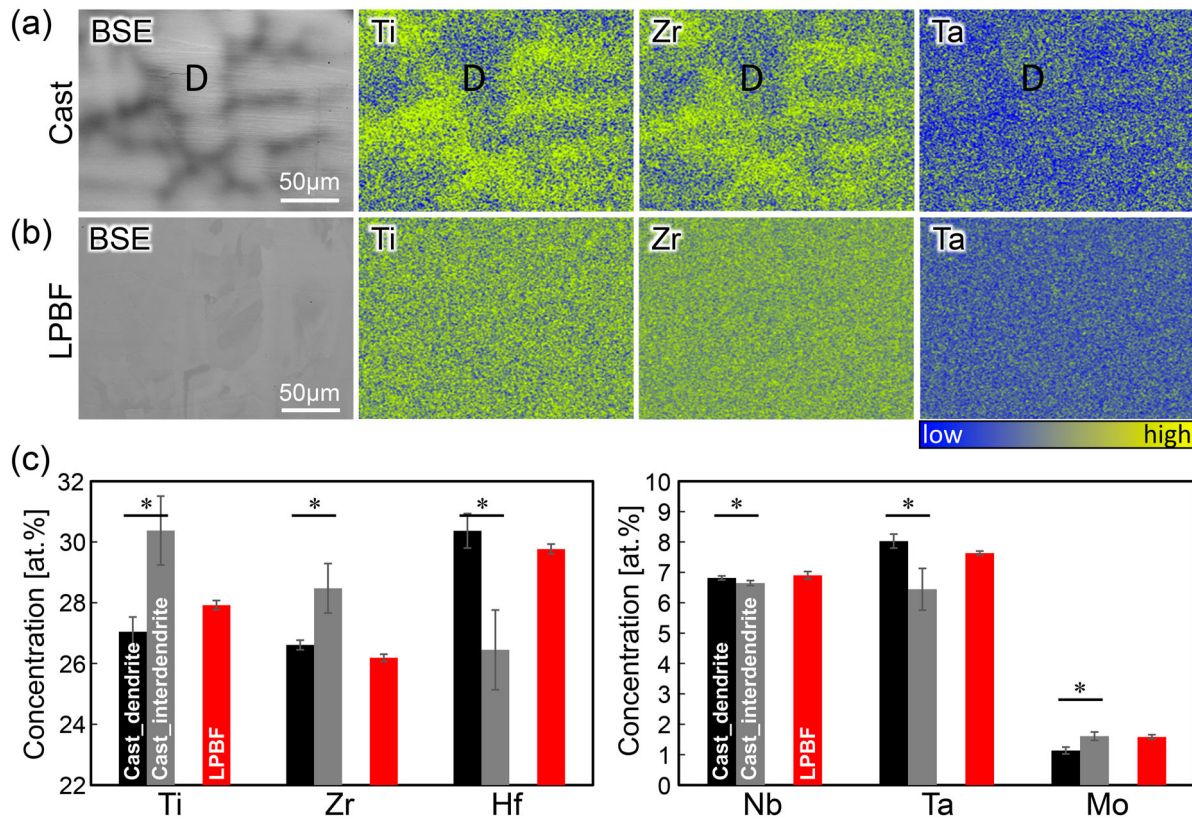 (a)
BSE
Ti
Zr
Ta
D
D
D
Cast
50μm
(b)
BSE
Ti
Zr
Ta
LPBF
50μm
low
high
(c)
Concentration [at.%]
32
30
28
26
24
22
*
*
*
Cast_dendrite
Cast_interdendrite
LPBF
Ti
Zr
Hf
Concentration [at.%]
10
9
8
7
6
5
4
3
2
1
0
*
*
*
Cast_dendrite
Cast_interdendrite
LPBF
Nb
Ta
Mo